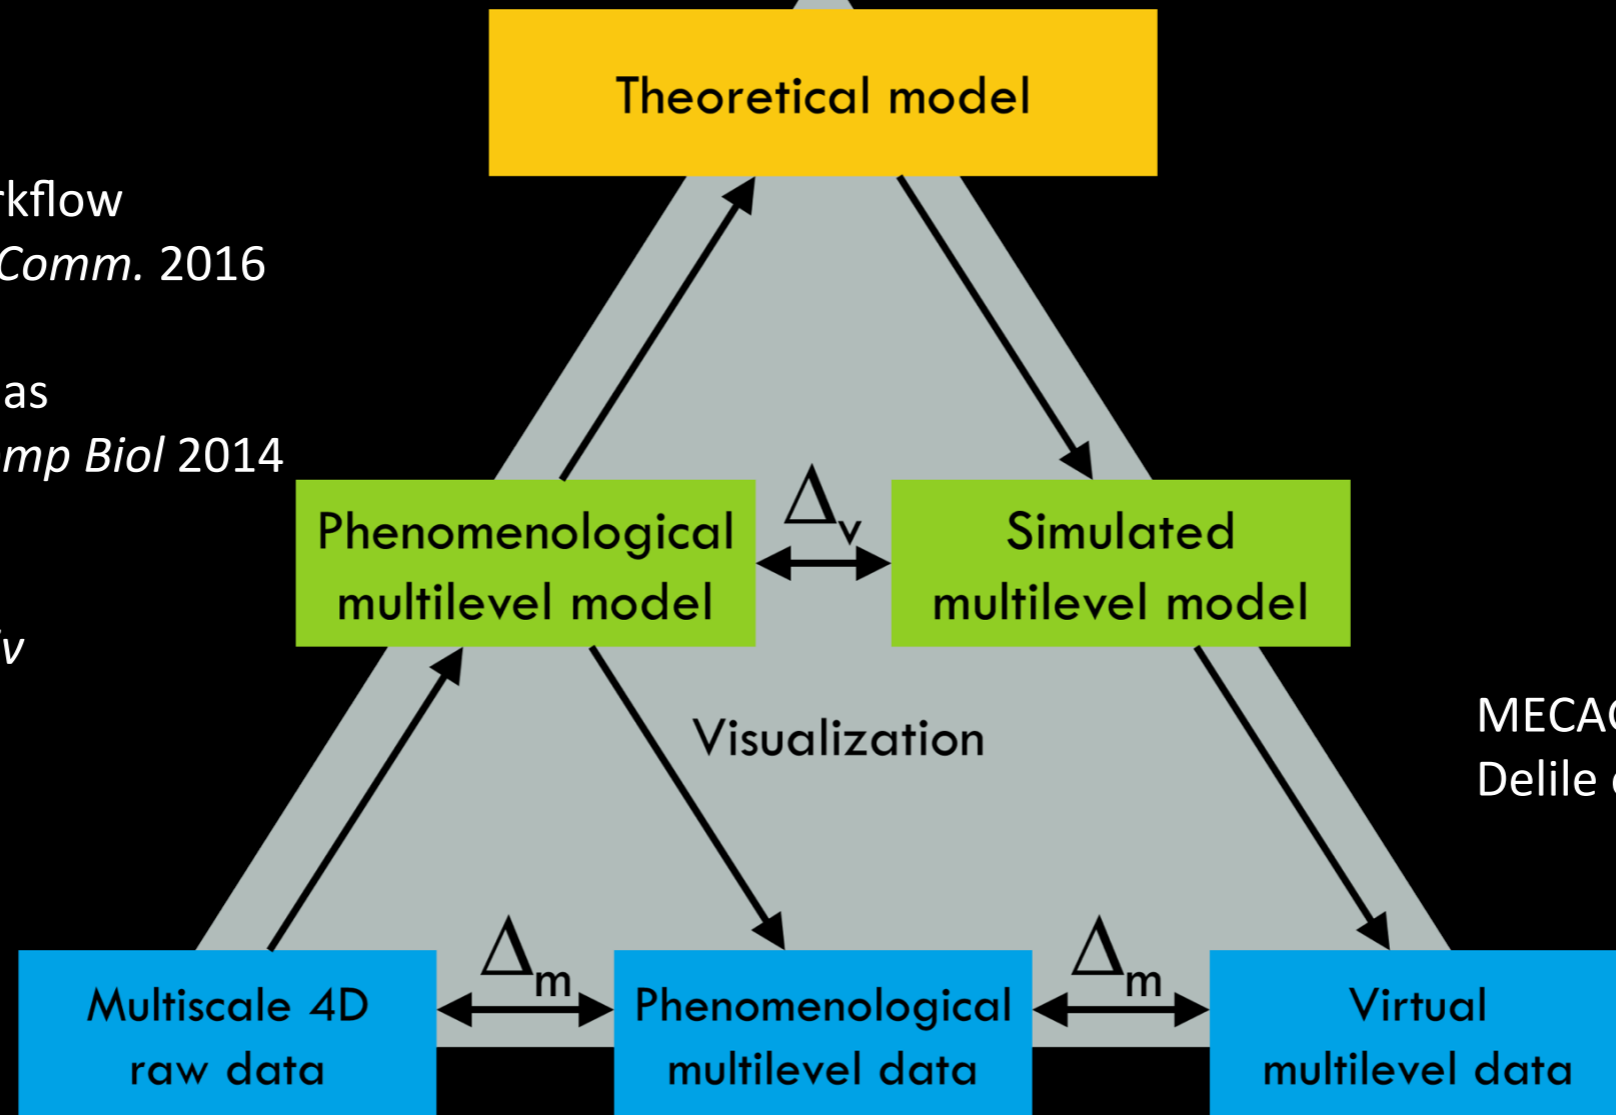 Theoretical model
rkflow
Comm. 2016
as
mp Biol 2014
Δv
Phenomenological
multilevel model
Simulated
multilevel model
v
Visualization
MECA
Delile
Δm
Δm
Multiscale 4D
raw data
Phenomenological
multilevel data
Virtual
multilevel data